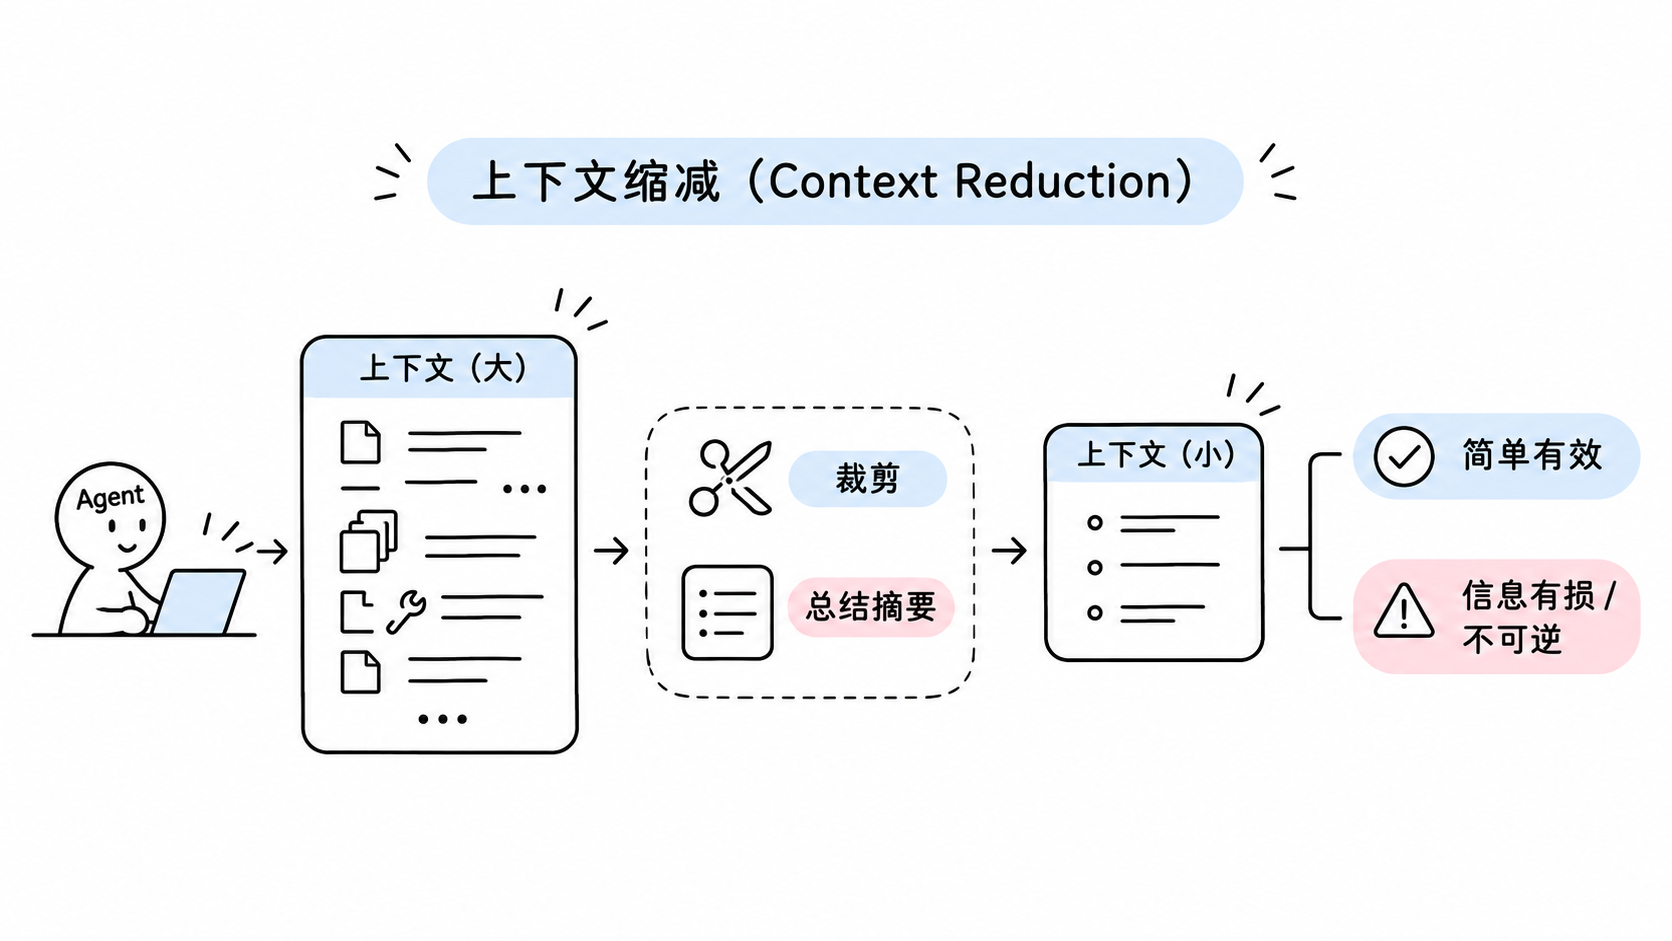 上下文缩减（Context Reduction）
Agent
上下文（大）
裁剪
总结摘要
上下文（小）
简单有效
信息有损 /
不可逆